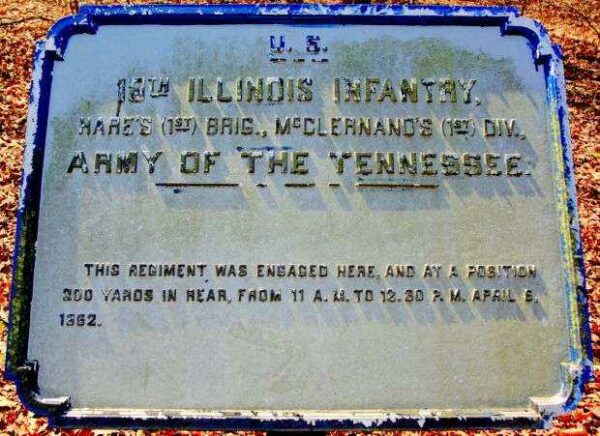 U. S.
18TH ILLINOIS INFANTRY,
HARE'S (1ST) BRIG., MCCLERNAND'S (1ST) DIV.,
ARMY OF THE TENNESSEE.
THIS REGIMENT WAS ENGAGED HERE, AND AT A POSITION
300 YARDS IN REAR, FROM 11 A.M. TO 12.30 P.M. APRIL 6,
1862.